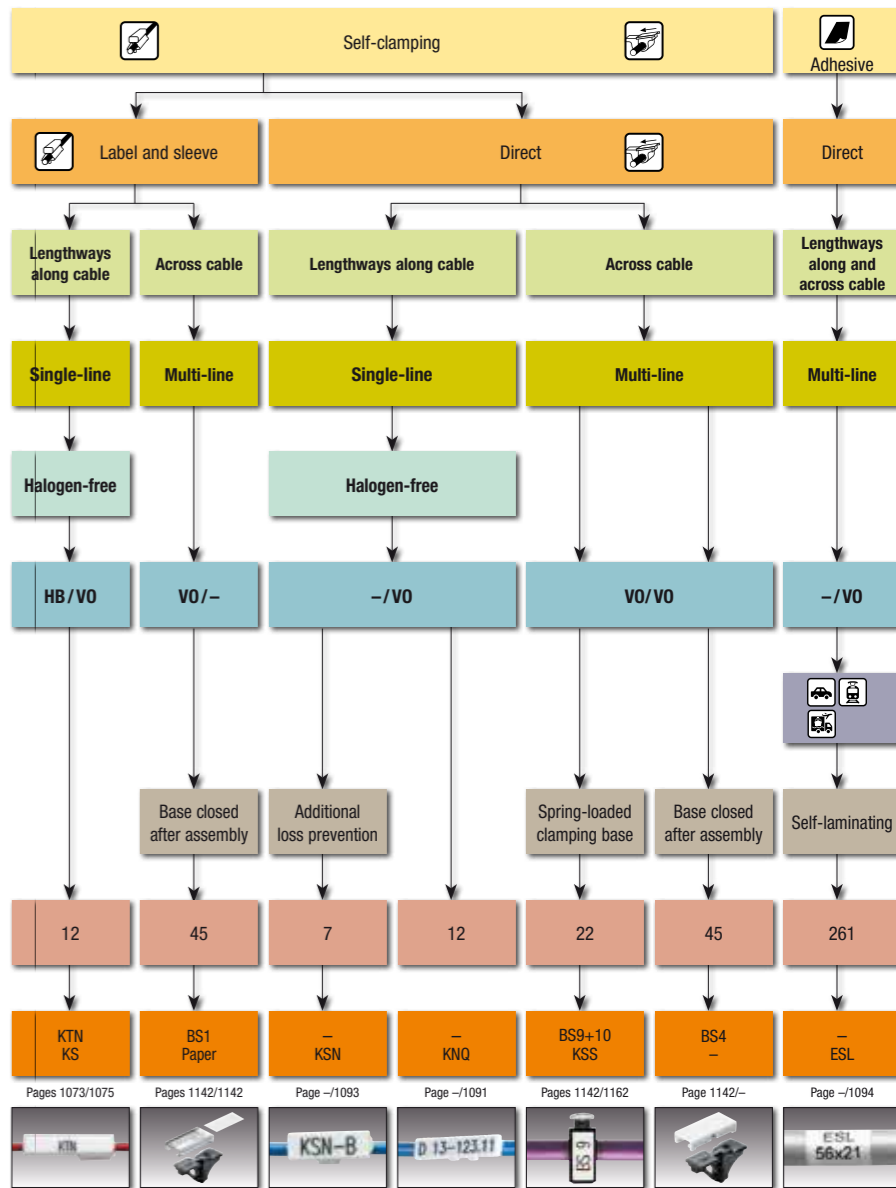 Self-clamping
Adhesive
Label and sleeve
Direct
Direct
Lengthways
along cable
Across cable
Lengthways along cable
Across cable
Lengthways
along and
across cable
Single-line
Multi-line
Single-line
Multi-line
Multi-line
Halogen-free
Halogen-free
HB/VO
VO/–
–/VO
VO/VO
–/VO
Base closed
after assembly
Additional
loss prevention
Spring-loaded
clamping base
Base closed
after assembly
Self-laminating
12
45
7
12
22
45
261
KTN
KS
BS1
Paper
–
KSN
–
KNQ
BS9+10
KSS
BS4
–
–
ESL
Pages 1073/1075
Pages 1142/1142
Page –/1093
Page –/1091
Pages 1142/1162
Page 1142/–
Page –/1094
KTN
KSN-B
D 13-123.11
BS 9
ESL
56x21